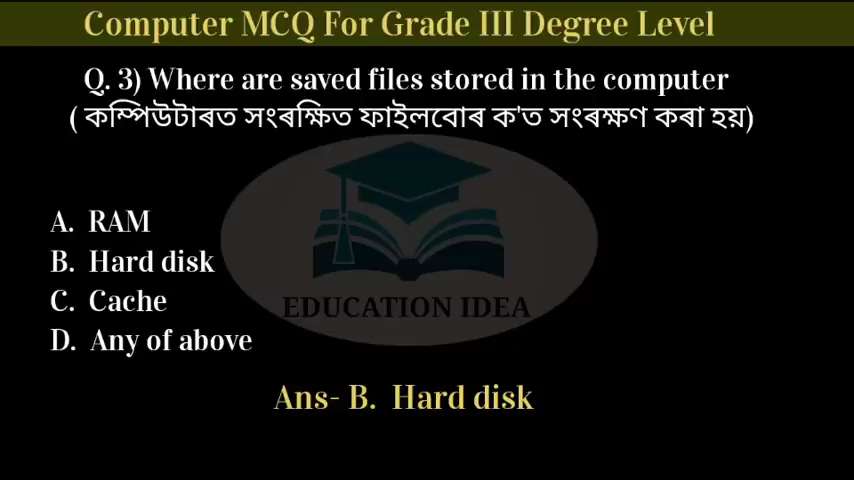 Computer MCQ For Grade III Degree Level
Q. 3) Where are saved files stored in the computer
( কম্পিউটাৰত সংৰক্ষিত ফাইলবোৰ ক'ত সংৰক্ষণ কৰা হয়)
A. RAM
B. Hard disk
C. Cache
D. Any of above
EDUCATION IDEA
Ans- B. Hard disk